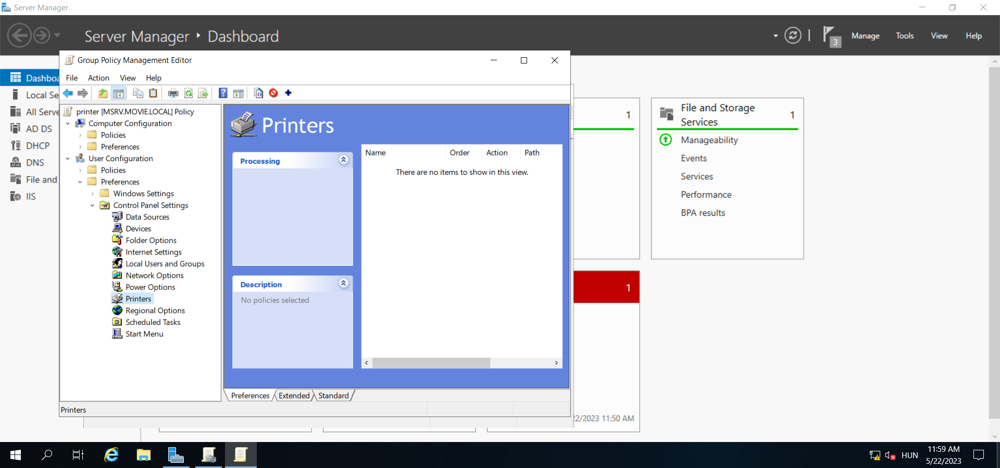 Server Manager
Server Manager • Dashboard
3
Manage
Tools
View
Help
Dashboa
Local Se
All Serve
AD DS
DHCP
DNS
File and
IIS
Group Policy Management Editor
File
Action
View
Help
printer [MSRV.MOVIE.LOCAL] Policy
Computer Configuration
Policies
Preferences
User Configuration
Policies
Preferences
Windows Settings
Control Panel Settings
Data Sources
Devices
Folder Options
Internet Settings
Local Users and Groups
Network Options
Power Options
Printers
Regional Options
Scheduled Tasks
Start Menu
Printers
Processing
Description
No policies selected
Name
Order
Action
Path
There are no items to show in this view.
Preferences
Extended
Standard
Printers
1
File and Storage
Services
1
Manageability
Events
Services
Performance
BPA results
1
22/2023 11:50 AM
HUN
11:59 AM
5/22/2023